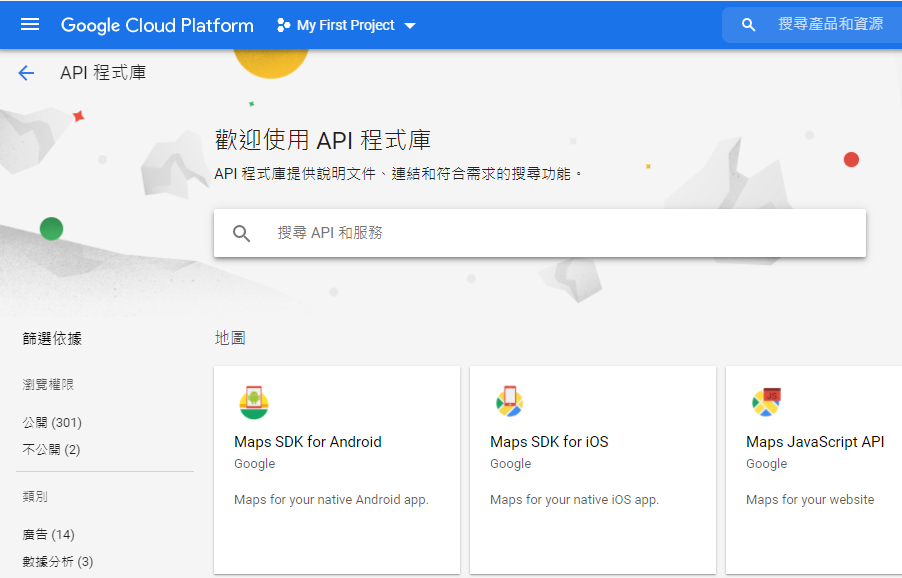 Google Cloud Platform My First Project 搜尋產品和資源
API 程式庫
歡迎使用 API 程式庫
API 程式庫提供說明文件、連結和符合需求的搜尋功能。
搜尋 API 和服務
篩選依據
瀏覽權限
公開 (301)
不公開 (2)
類別
廣告 (14)
數據分析 (3)
地圖
Maps SDK for Android
Google
Maps for your native Android app.
Maps SDK for iOS
Google
Maps for your native iOS app.
JS
Maps JavaScript API
Google
Maps for your website